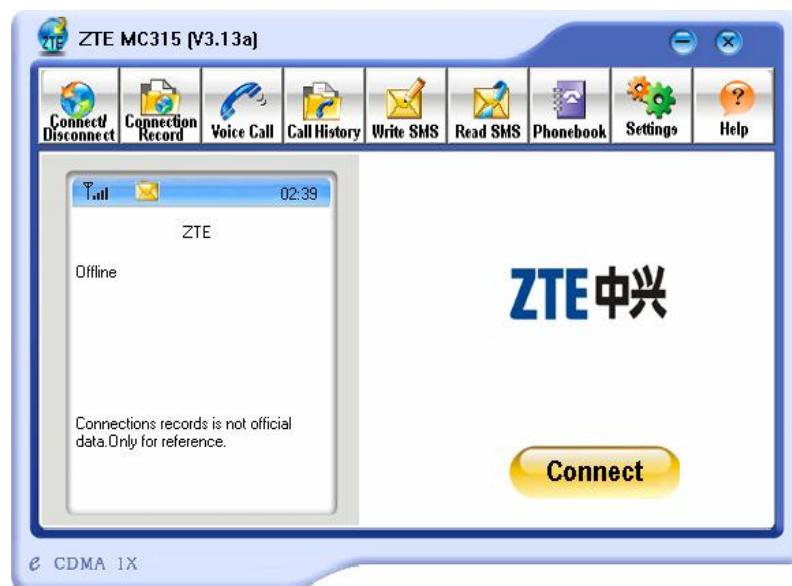 ZTE
ZTE MC315 (V3.13a)
Connect/
Disconnect
Connection
Record
Voice Call
Call History
Write SMS
Read SMS
Phonebook
Settings
?
Help
02:39
ZTE
Offline
Connections records is not official
data.Only for reference.
ZTE中兴
Connect
e CDMA 1X